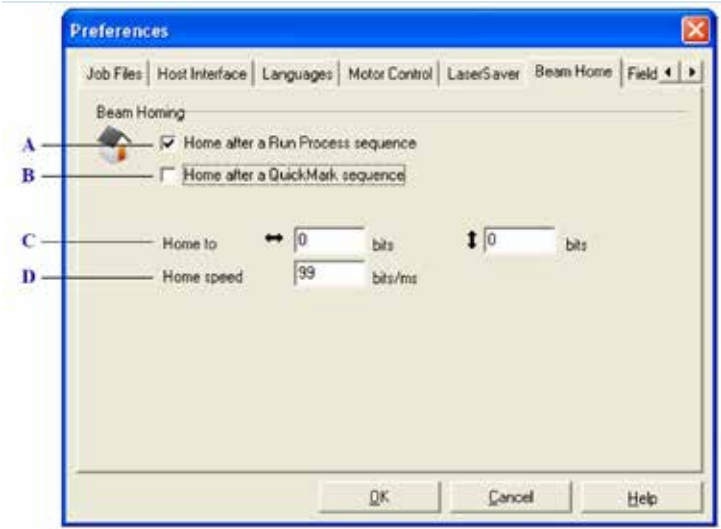 Preferences
Job Files Host Interface Languages Motor Control LaserSaver Beam Home Field
Beam Homing
A Home after a Run Process sequence
B Home after a QuickMark sequence
C Home to 0 bits 0 bits
D Home speed 99 bits/ms
OK Cancel Help